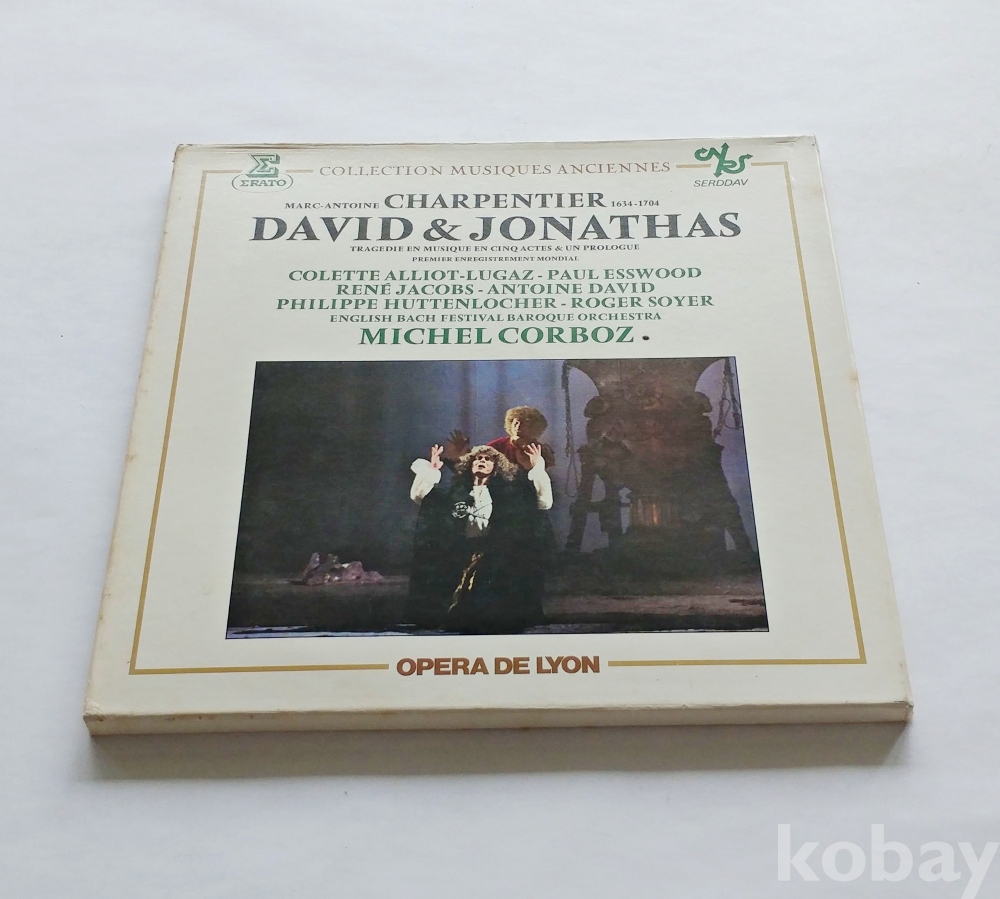 ERATO
COLLECTION MUSIQUES ANCIENNES
CNRS
SERDDAV
MARC-ANTOINE CHARPENTIER 1634-1704
DAVID & JONATHAS
TRAGEDIE EN MUSIQUE EN CINQ ACTES & UN PROLOGUE
PREMIER ENREGISTREMENT MONDIAL
COLETTE ALLIOT-LUGAZ - PAUL ESSWOOD
RENÉ JACOBS - ANTOINE DAVID
PHILIPPE HUTTENLOCHER - ROGER SOYER
ENGLISH BACH FESTIVAL BAROQUE ORCHESTRA
MICHEL CORBOZ
OPERA DE LYON
kobay